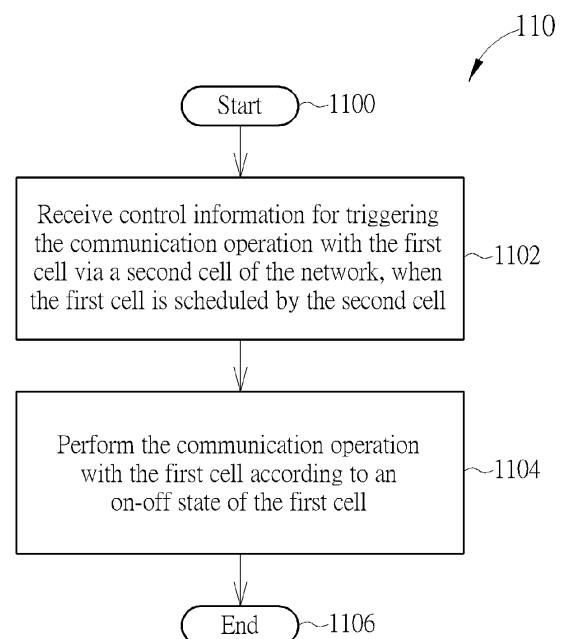 110
Start
1100
Receive control information for triggering
the communication operation with the first
cell via a second cell of the network, when
the first cell is scheduled by the second cell
1102
Perform the communication operation
with the first cell according to an
on-off state of the first cell
1104
End
1106